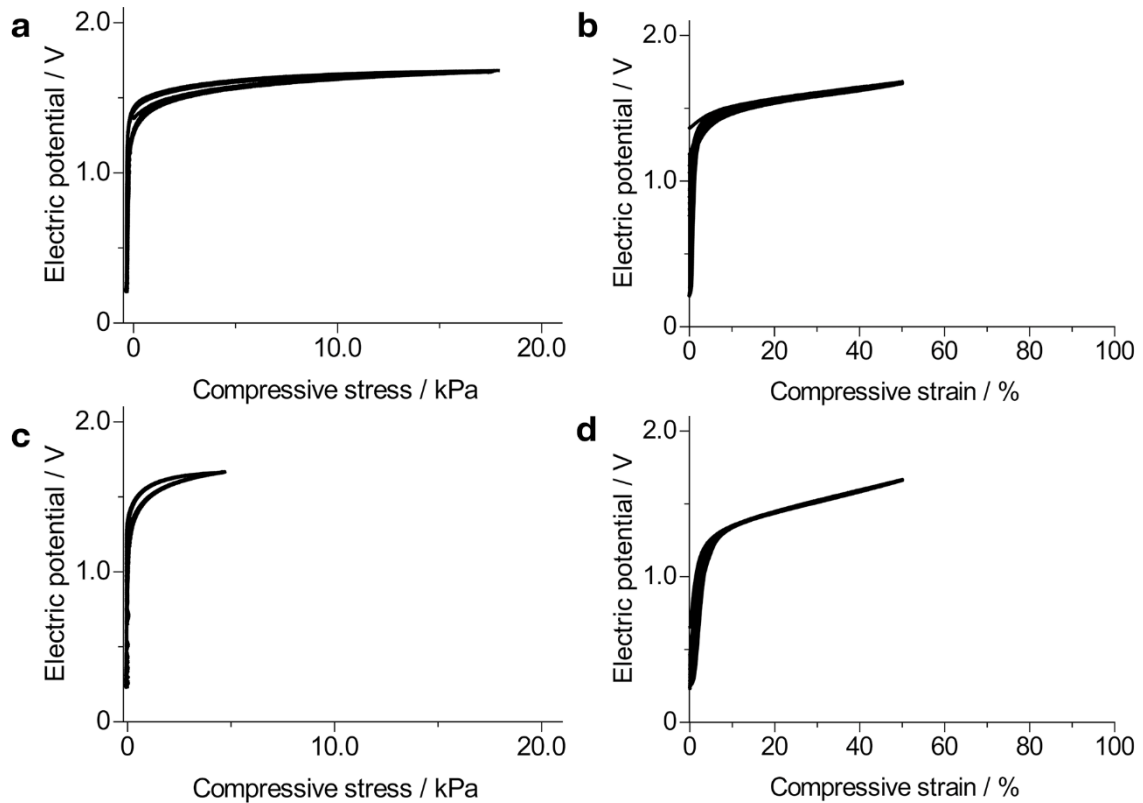 a
Electric potential / V
2.0
1.0
0
0
10.0
20.0
Compressive stress / kPa
b
Electric potential / V
2.0
1.0
0
0
20
40
60
80
100
Compressive strain / %
c
Electric potential / V
2.0
1.0
0
0
10.0
20.0
Compressive stress / kPa
d
Electric potential / V
2.0
1.0
0
0
20
40
60
80
100
Compressive strain / %